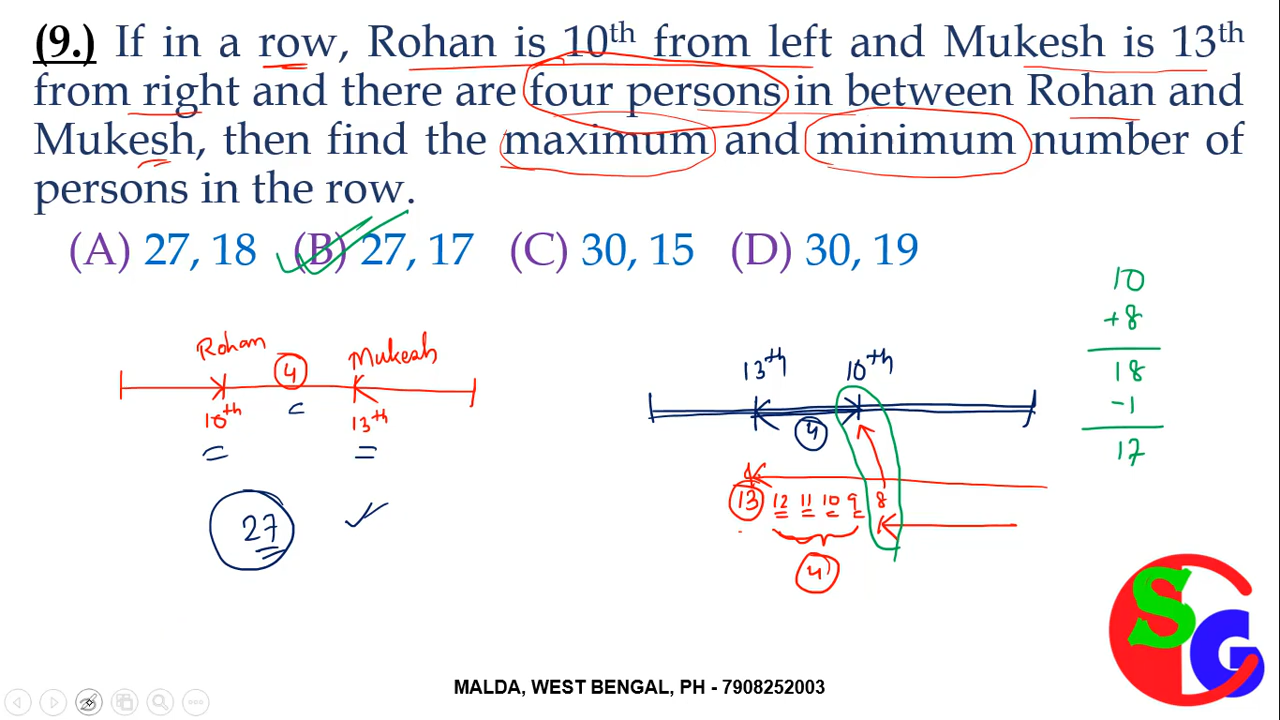 (9.) If in a row, Rohan is 10th from left and Mukesh is 13th
from right and there are four persons in between Rohan and
Mukesh, then find the maximum and minimum number of
persons in the row.
(A) 27, 18 (B) 27, 17 (C) 30, 15 (D) 30, 19
Rohan 4 Mukesh
10th 13th
27
13th 10th
4
13 12 11 10 9 8
4
10
+8
18
-1
17
SG
MALDA, WEST BENGAL, PH - 7908252003